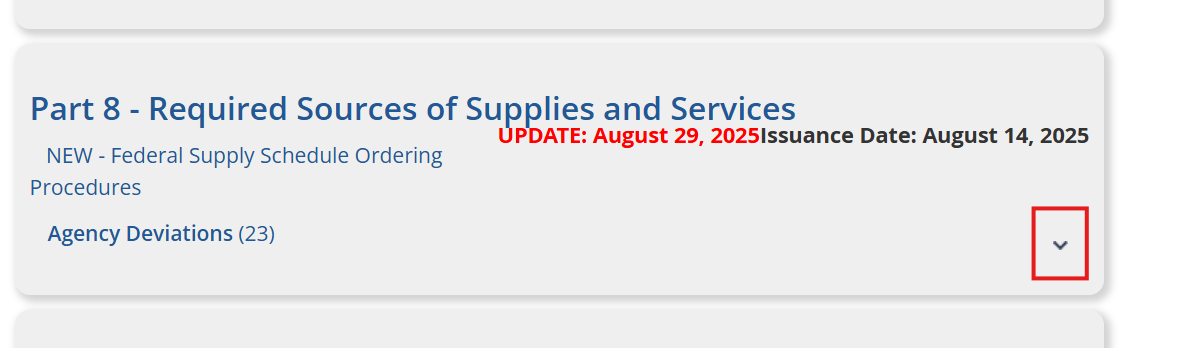 Part 8 - Required Sources of Supplies and Services
UPDATE: August 29, 2025Issuance Date: August 14, 2025
NEW - Federal Supply Schedule Ordering
Procedures
Agency Deviations (23)